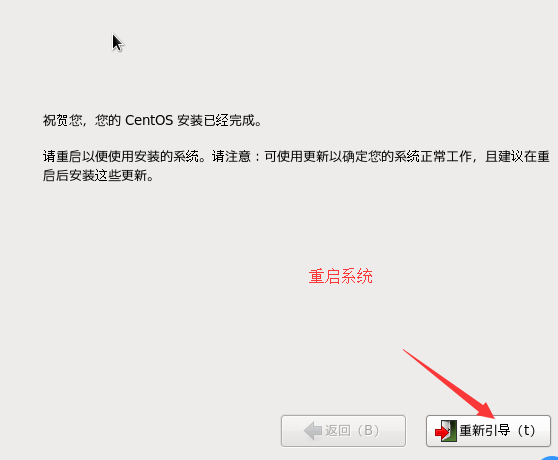 祝贺您，您的 CentOS 安装已经完成。
请重启以便使用安装的系统。请注意：可使用更新以确定您的系统正常工作，且建议在重
启后安装这些更新。
重启系统
返回（B）
重新引导（t）